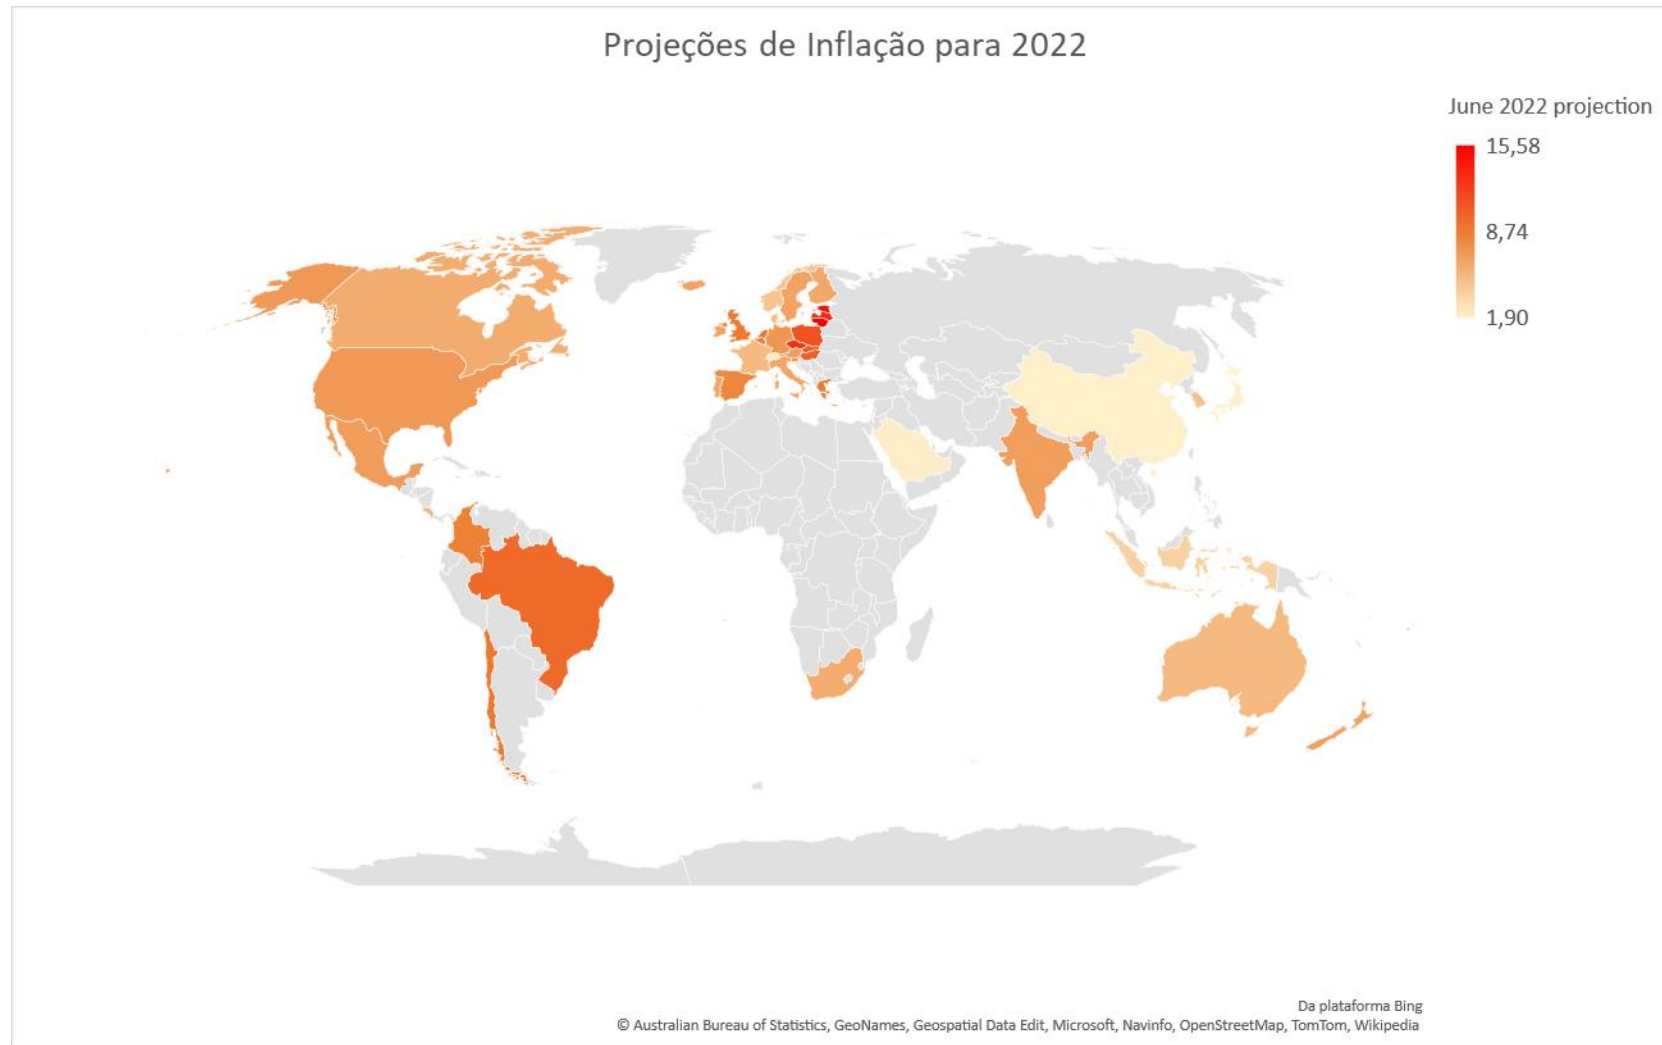 Projeções de Inflação para 2022
June 2022 projection
15,58
8,74
1,90
Da plataforma Bing
© Australian Bureau of Statistics, GeoNames, Geospatial Data Edit, Microsoft, Navinfo, OpenStreetMap, TomTom, Wikipedia